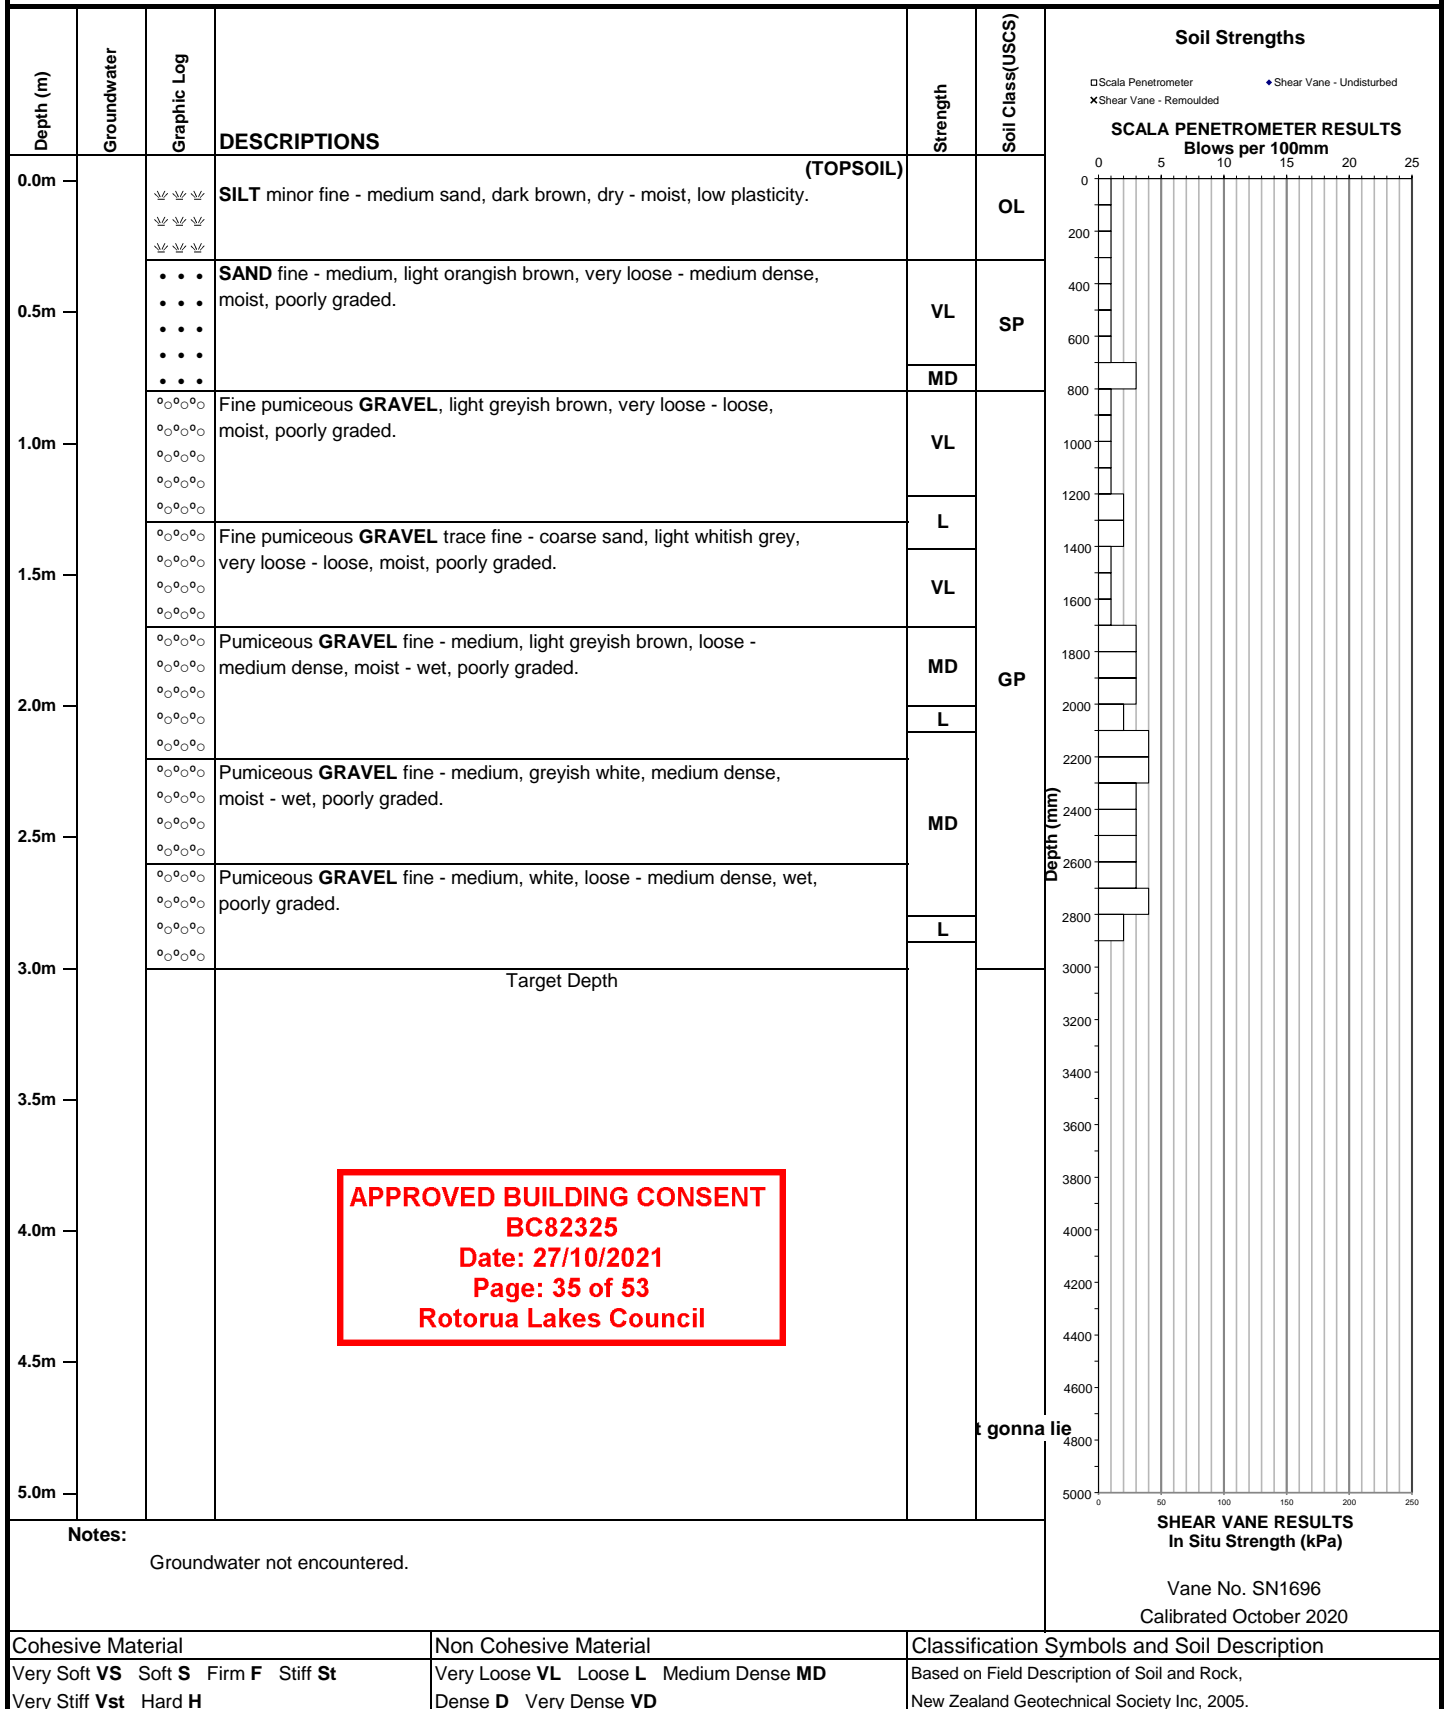 Depth (m)
Groundwater
Graphic Log
DESCRIPTIONS
Strength
Soil Class(USCS)
Soil Strengths
Scala Penetrometer
Shear Vane - Undisturbed
Shear Vane - Remoulded
SCALA PENETROMETER RESULTS
Blows per 100mm
0 5 10 15 20 25
(TOPSOIL)
0.0m
SILT minor fine - medium sand, dark brown, dry - moist, low plasticity.
OL
SAND fine - medium, light orangish brown, very loose - medium dense,
moist, poorly graded.
0.5m
VL
SP
MD
Fine pumiceous GRAVEL, light greyish brown, very loose - loose,
moist, poorly graded.
1.0m
VL
L
Fine pumiceous GRAVEL trace fine - coarse sand, light whitish grey,
very loose - loose, moist, poorly graded.
1.5m
VL
Pumiceous GRAVEL fine - medium, light greyish brown, loose -
medium dense, moist - wet, poorly graded.
MD
GP
2.0m
L
Pumiceous GRAVEL fine - medium, greyish white, medium dense,
moist - wet, poorly graded.
MD
2.5m
Pumiceous GRAVEL fine - medium, white, loose - medium dense, wet,
poorly graded.
L
3.0m
Target Depth
3.5m
4.0m
4.5m
5.0m
APPROVED BUILDING CONSENT
BC82325
Date: 27/10/2021
Page: 35 of 53
Rotorua Lakes Council
t gonna lie
Depth (mm)
0
200
400
600
800
1000
1200
1400
1600
1800
2000
2200
2400
2600
2800
3000
3200
3400
3600
3800
4000
4200
4400
4600
4800
5000
0 50 100 150 200 250
SHEAR VANE RESULTS
In Situ Strength (kPa)
Vane No. SN1696
Calibrated October 2020
Notes:
Groundwater not encountered.
Cohesive Material
Very Soft VS Soft S Firm F Stiff St
Very Stiff Vst Hard H
Non Cohesive Material
Very Loose VL Loose L Medium Dense MD
Dense D Very Dense VD
Classification Symbols and Soil Description
Based on Field Description of Soil and Rock,
New Zealand Geotechnical Society Inc, 2005.